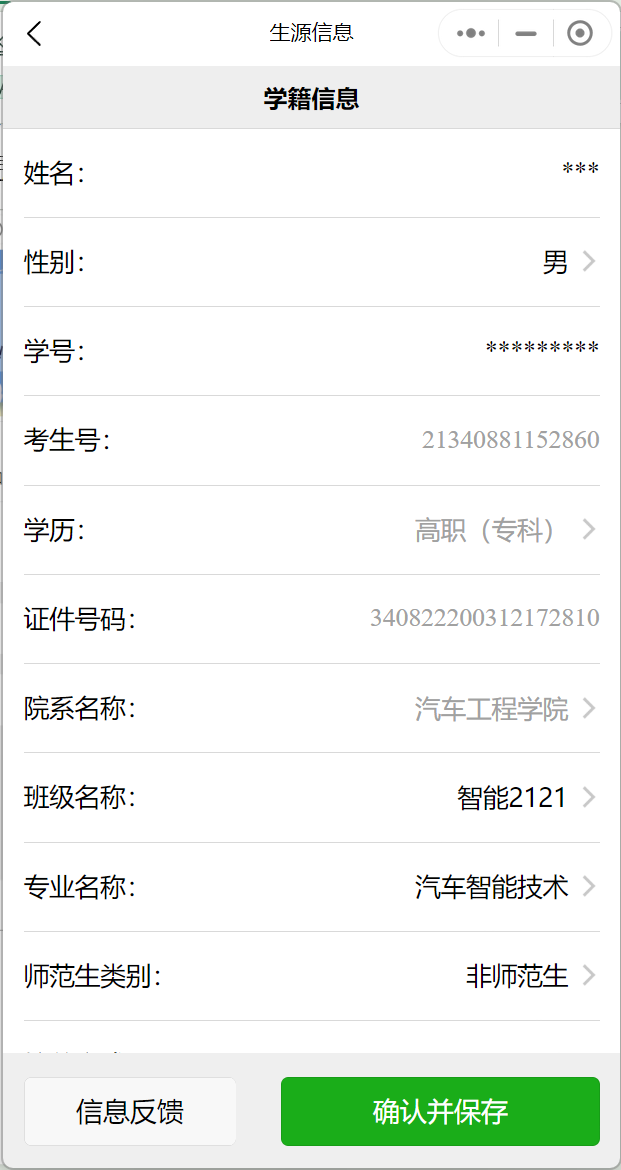 生源信息
学籍信息
姓名： ***
性别： 男
学号： *********
考生号： 21340881152860
学历： 高职（专科）
证件号码： 340822200312172810
院系名称： 汽车工程学院
班级名称： 智能2121
专业名称： 汽车智能技术
师范生类别： 非师范生
信息反馈 确认并保存